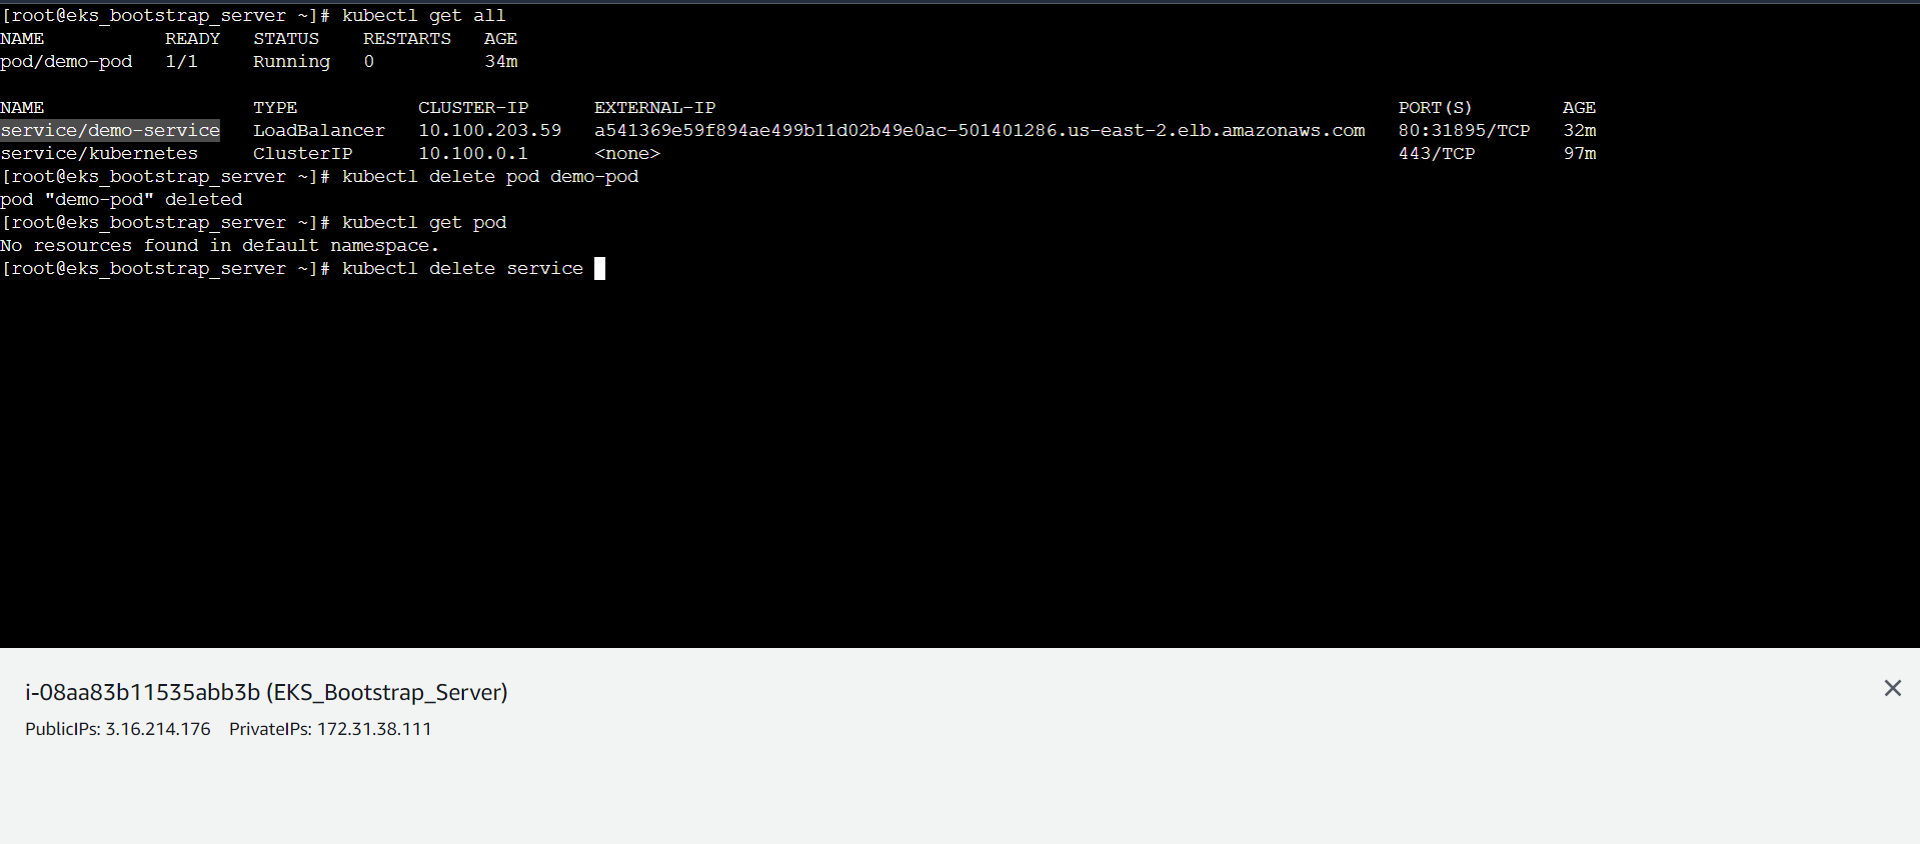 [root@eks_bootstrap_server ~]# kubectl get all
NAME           READY   STATUS    RESTARTS   AGE
pod/demo-pod   1/1     Running   0          34m
NAME                   TYPE           CLUSTER-IP      EXTERNAL-IP                                                              PORT(S)        AGE
service/demo-service   LoadBalancer   10.100.203.59   a541369e59f894ae499b11d02b49e0ac-501401286.us-east-2.elb.amazonaws.com   80:31895/TCP   32m
service/kubernetes     ClusterIP      10.100.0.1      <none>                                                                   443/TCP        97m
[root@eks_bootstrap_server ~]# kubectl delete pod demo-pod
pod "demo-pod" deleted
[root@eks_bootstrap_server ~]# kubectl get pod
No resources found in default namespace.
[root@eks_bootstrap_server ~]# kubectl delete service
i-08aa83b11535abb3b (EKS_Bootstrap_Server)
PublicIPs: 3.16.214.176    PrivateIPs: 172.31.38.111